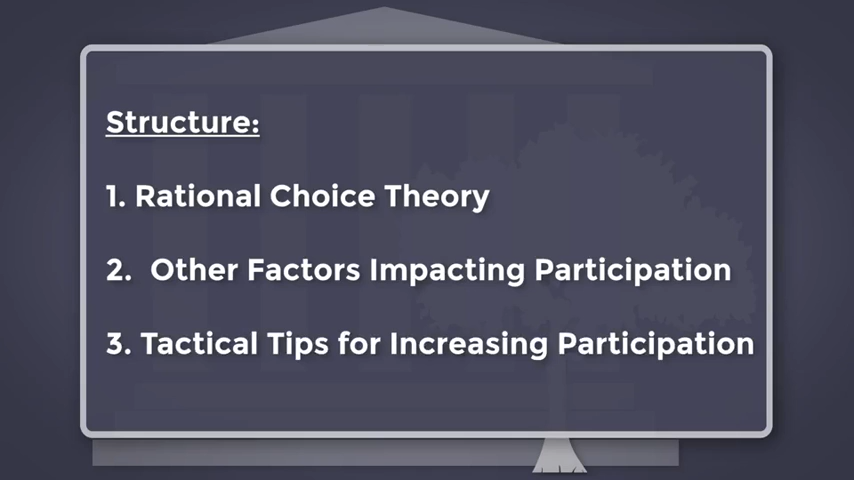 Structure:
1. Rational Choice Theory
2. Other Factors Impacting Participation
3. Tactical Tips for Increasing Participation